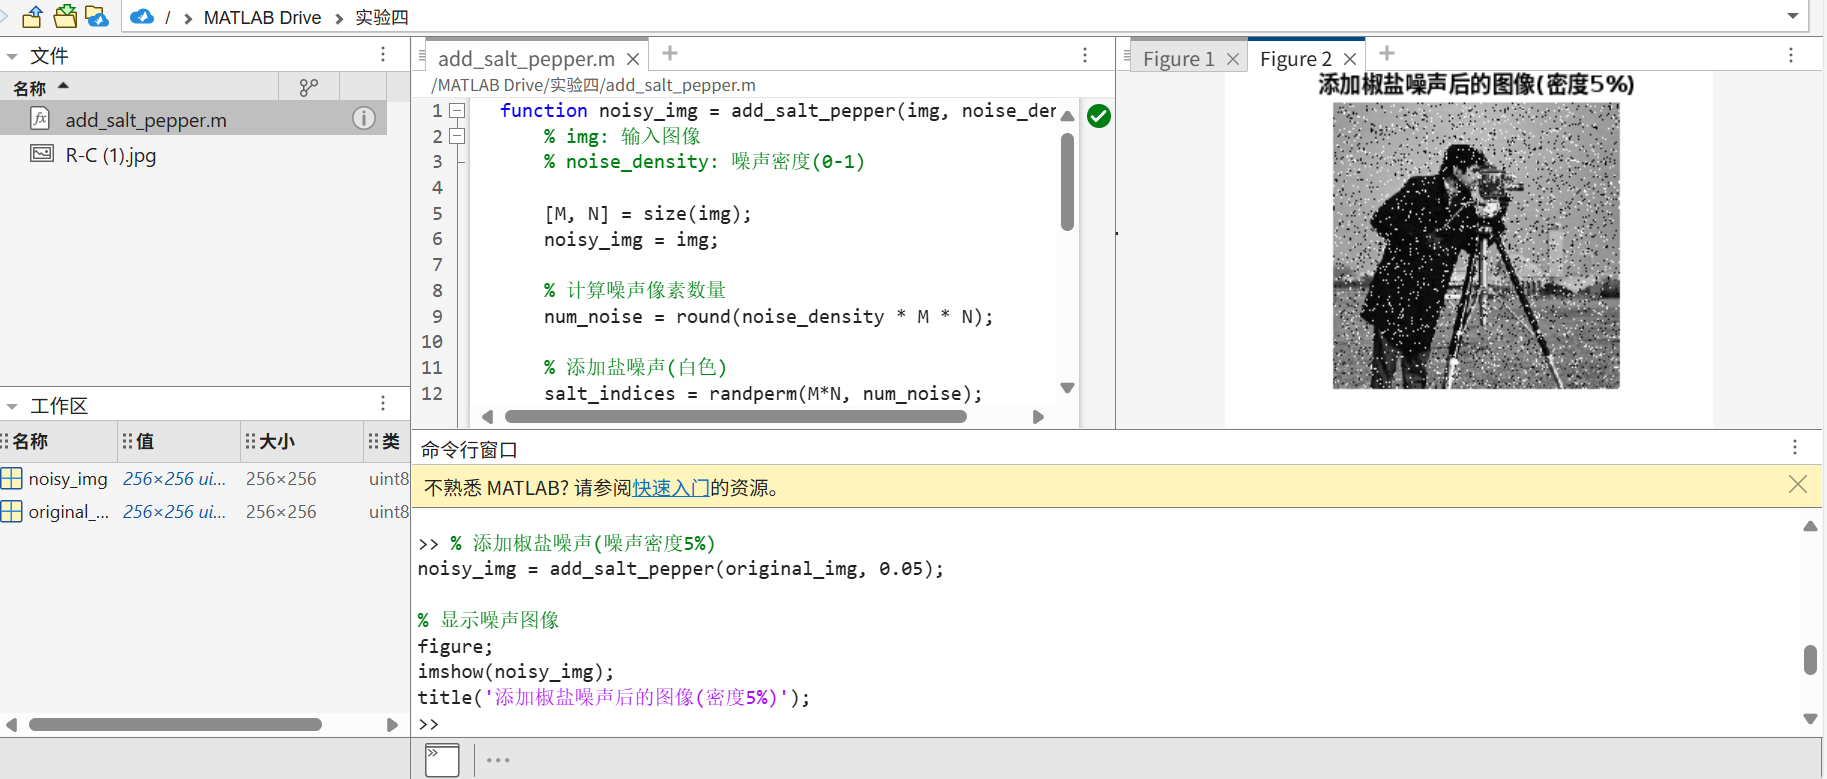 / › MATLAB Drive › 实验四
文件
名称
add_salt_pepper.m
R-C (1).jpg
工作区
名称 值 大小 类
noisy_img 256×256 ui... 256×256 uint8
original_... 256×256 ui... 256×256 uint8
add_salt_pepper.m
/MATLAB Drive/实验四/add_salt_pepper.m
1 function noisy_img = add_salt_pepper(img, noise_der
2 % img: 输入图像
3 % noise_density: 噪声密度(0-1)
4
5 [M, N] = size(img);
6 noisy_img = img;
7
8 % 计算噪声像素数量
9 num_noise = round(noise_density * M * N);
10
11 % 添加盐噪声(白色)
12 salt_indices = randperm(M*N, num_noise);
Figure 1 Figure 2
添加椒盐噪声后的图像(密度5%)
命令行窗口
不熟悉 MATLAB? 请参阅快速入门的资源。
>> % 添加椒盐噪声(噪声密度5%)
noisy_img = add_salt_pepper(original_img, 0.05);
% 显示噪声图像
figure;
imshow(noisy_img);
title('添加椒盐噪声后的图像(密度5%)');
>>